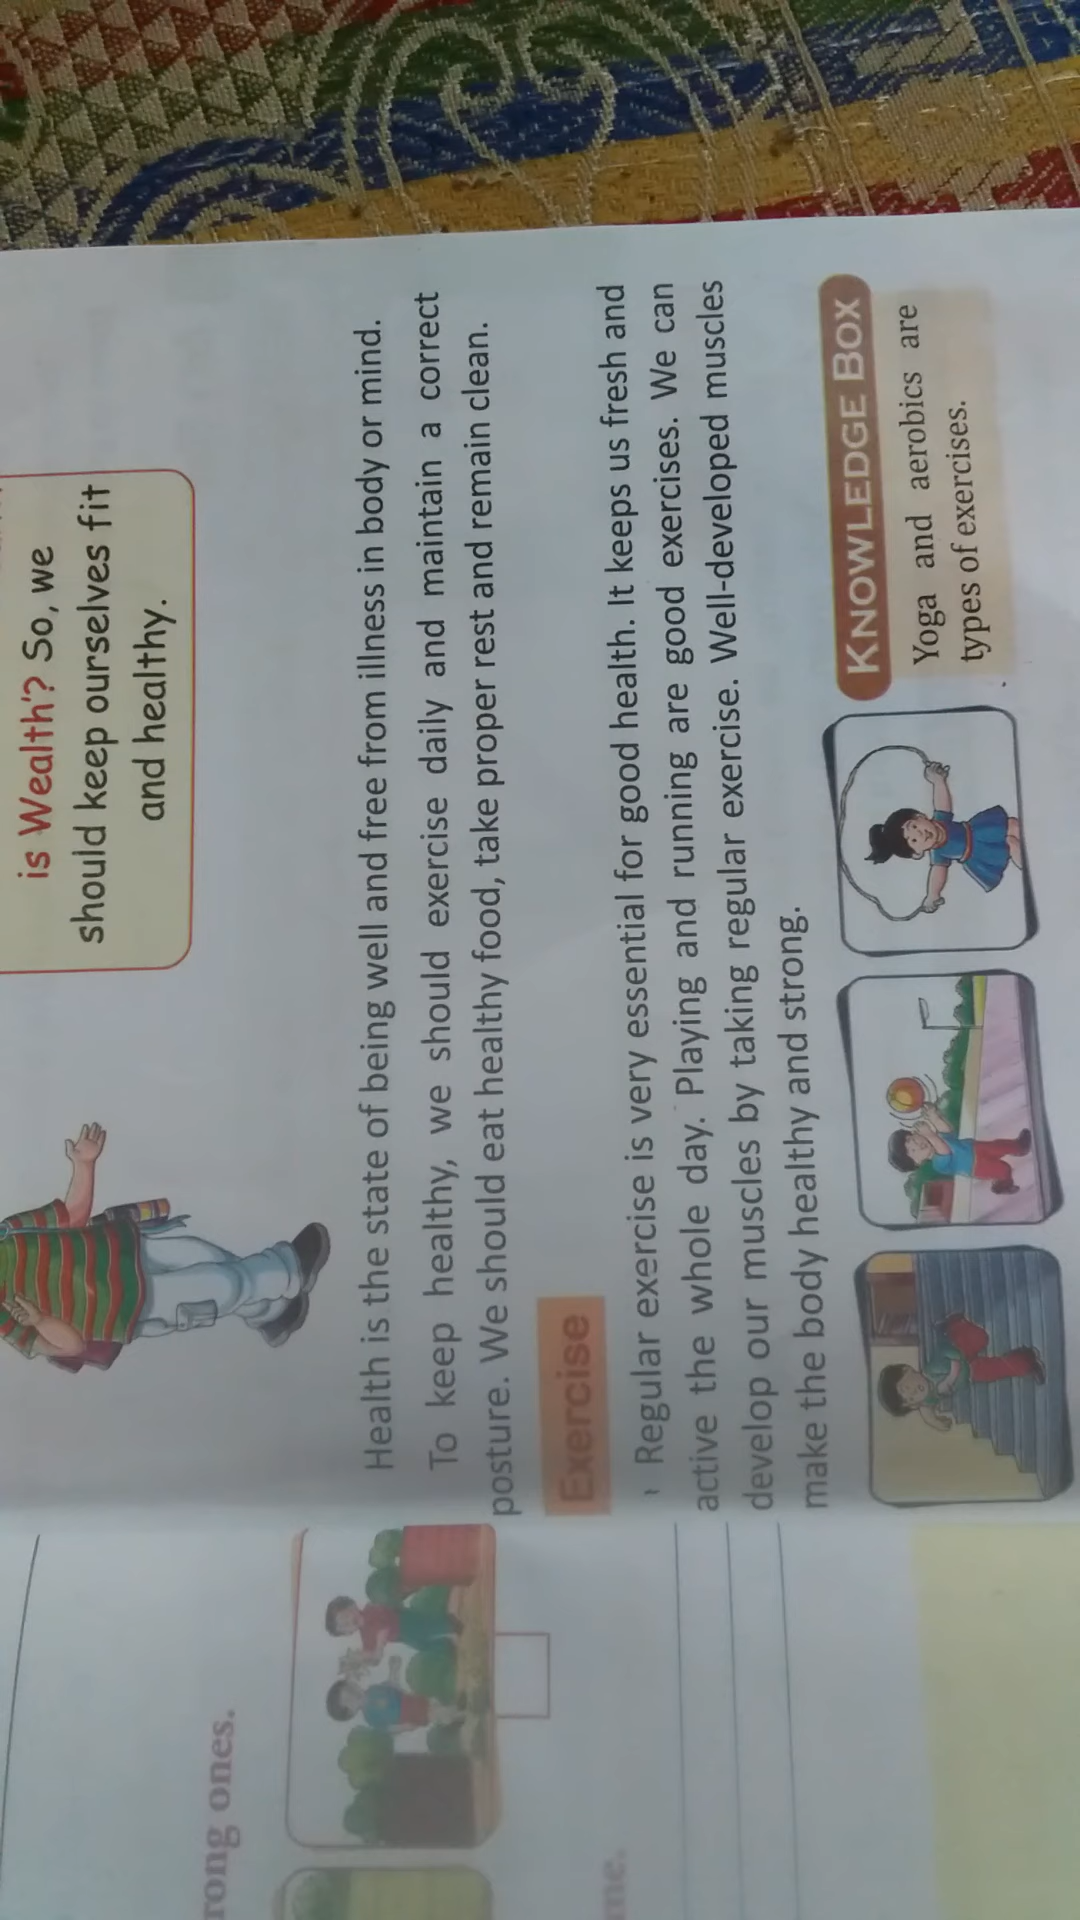 is Wealth'? So, we
should keep ourselves fit
and healthy.
Health is the state of being well and free from illness in body or mind.
To keep healthy, we should exercise daily and maintain a correct
posture. We should eat healthy food, take proper rest and remain clean.
Exercise
Regular exercise is very essential for good health. It keeps us fresh and
active the whole day. Playing and running are good exercises. We can
develop our muscles by taking regular exercise. Well-developed muscles
make the body healthy and strong.
KNOWLEDGE BOX
Yoga and aerobics are
types of exercises.
ones.